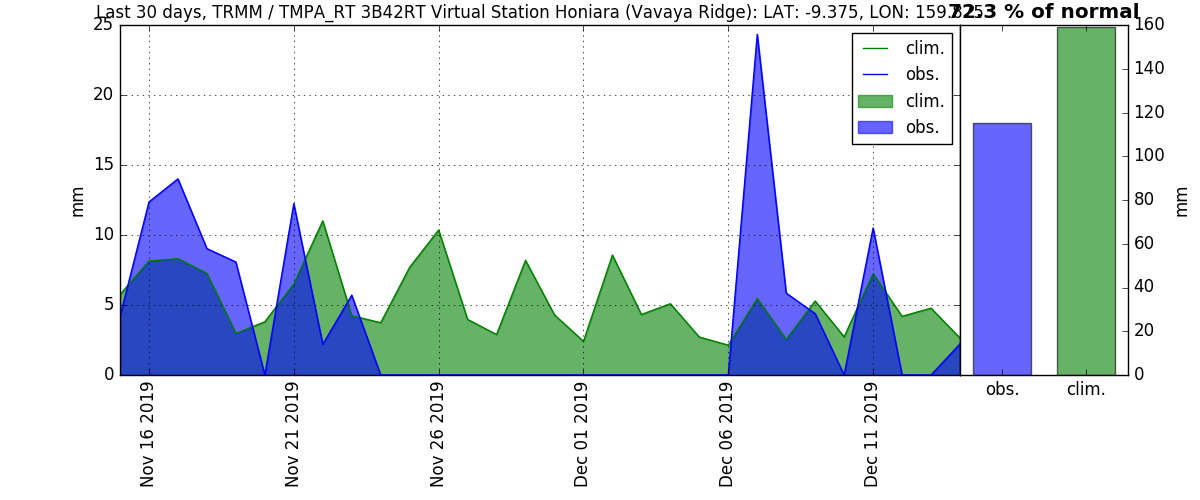 Last 30 days, TRMM / TMPA_RT 3B42RT Virtual Station Honiara (Vavaya Ridge): LAT: -9.375, LON: 159.875
72.3 % of normal
25
20
15
10
5
0
mm
clim.
obs.
clim.
obs.
Nov 16 2019
Nov 21 2019
Nov 26 2019
Dec 01 2019
Dec 06 2019
Dec 11 2019
160
140
120
100
80
60
40
20
0
mm
obs.
clim.